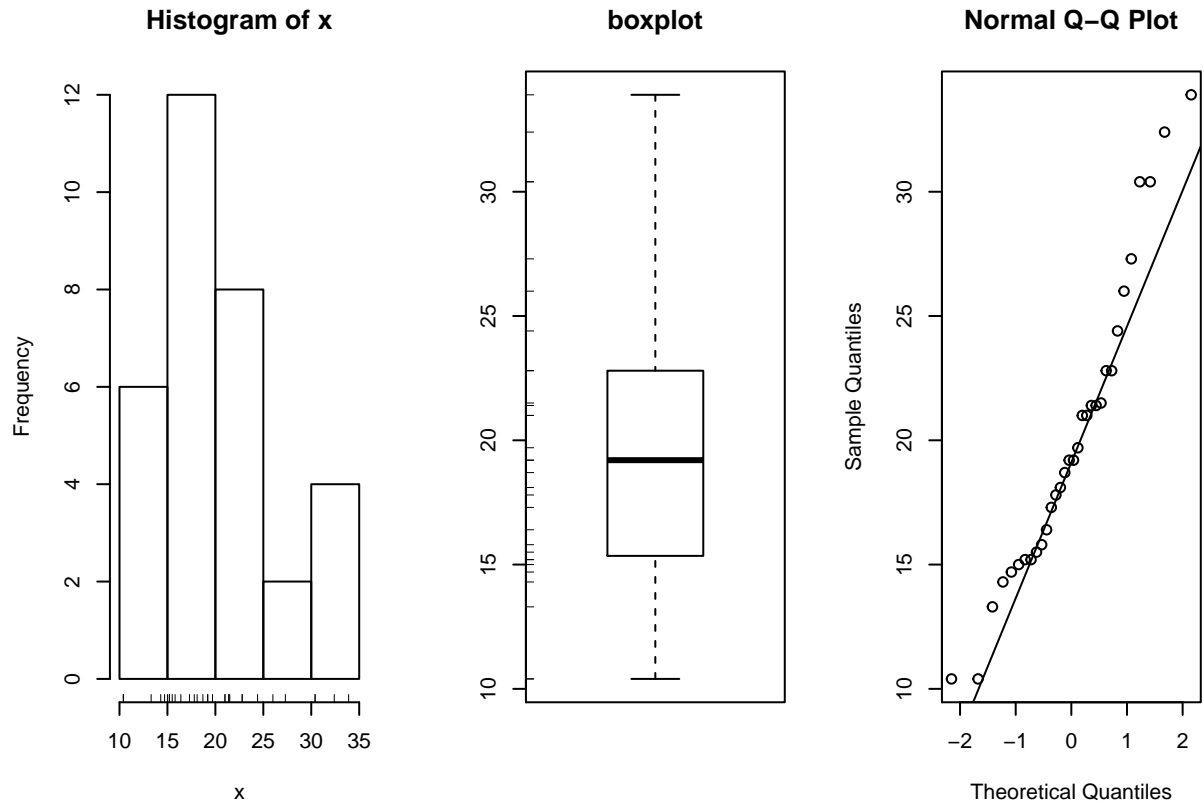 Histogram of x
Frequency
12
10
8
6
4
2
0
10 15 20 25 30 35
x
boxplot
30
25
20
15
10
Normal Q−Q Plot
Sample Quantiles
30
25
20
15
10
−2 −1 0 1 2
Theoretical Quantiles